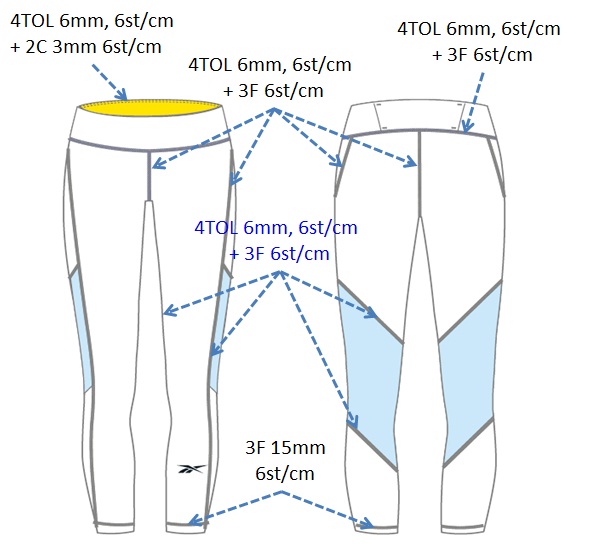 4TOL 6mm, 6st/cm
+ 2C 3mm 6st/cm
4TOL 6mm, 6st/cm
+ 3F 6st/cm
4TOL 6mm, 6st/cm
+ 3F 6st/cm
4TOL 6mm, 6st/cm
+ 3F 6st/cm
3F 15mm
6st/cm